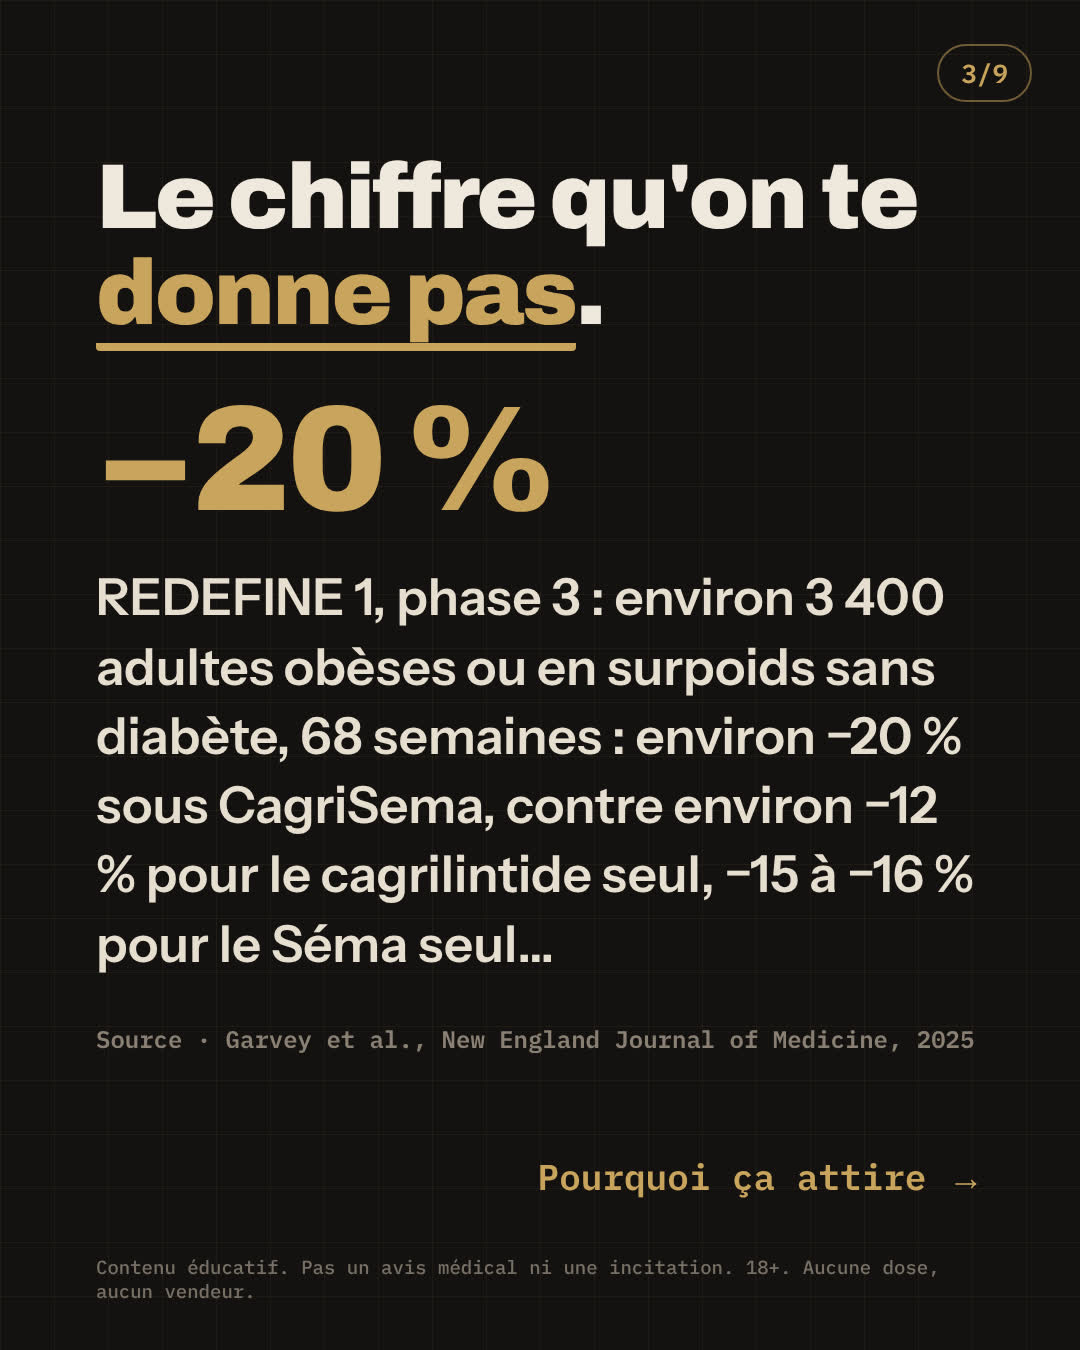 3/9
Le chiffre qu'on te
donne pas.
−20 %
REDEFINE 1, phase 3 : environ 3 400
adultes obèses ou en surpoids sans
diabète, 68 semaines : environ −20 %
sous CagriSema, contre environ −12
% pour le cagrilintide seul, −15 à −16 %
pour le Séma seul…
Source · Garvey et al., New England Journal of Medicine, 2025
Pourquoi ça attire →
Contenu éducatif. Pas un avis médical ni une incitation. 18+. Aucune dose,
aucun vendeur.